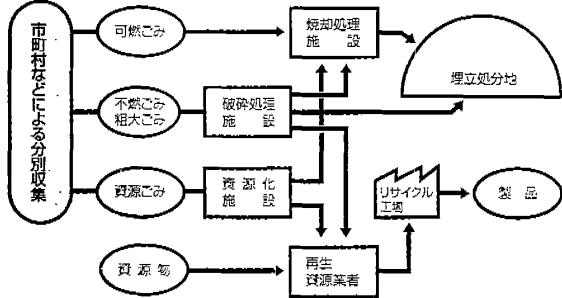 市町村などによる分別収集
可燃ごみ
焼却処理
施設
埋立処分地
不燃ごみ
粗大ごみ
破砕処理
施設
資源ごみ
資源化
施設
リサイクル
工場
製品
資源物
再生
資源業者